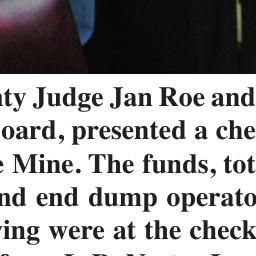 nty Judge Jan Roe and
oard, presented a che
e Mine. The funds, tot
nd end dump operato
ying were at the check